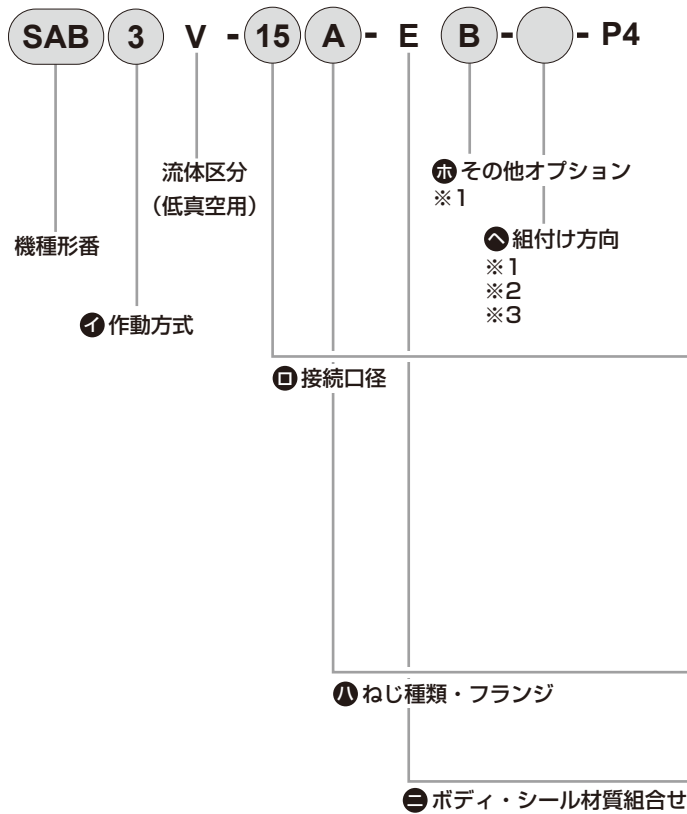 SAB 3 V - 15 A - E B - - P4
流体区分
（低真空用）
機種形番
イ 作動方式
ホ その他オプション
※1
ヘ 組付け方向
※1
※2
※3
ロ 接続口径
ハ ねじ種類・フランジ
ニ ボディ・シール材質組合せ